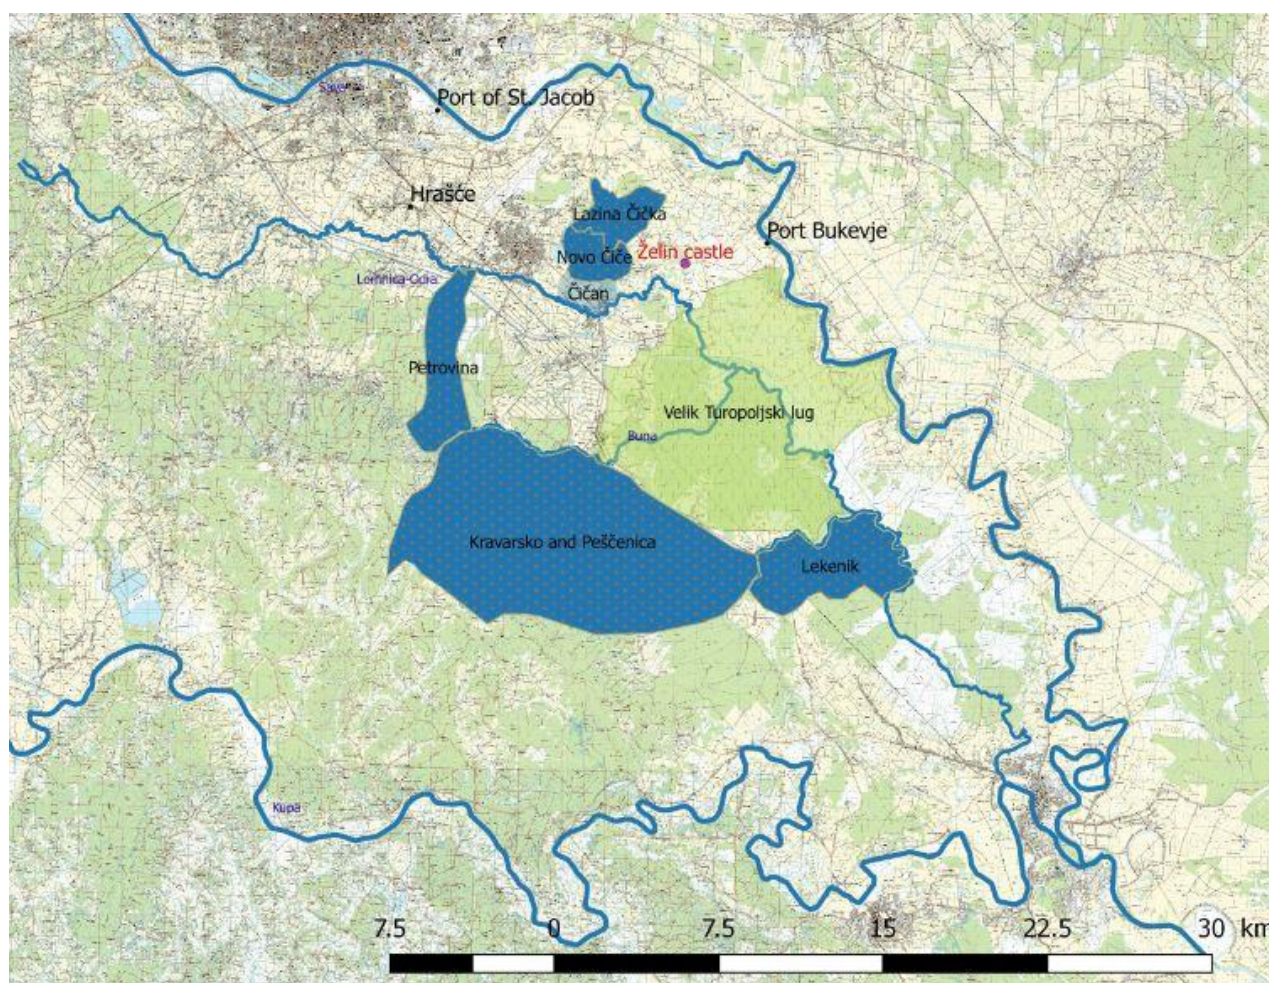 Sava
Port of St. Jacob
Hrašće
Lazina Čička
Port Bukevje
Novo Čiče
Želin castle
Lomnica-Odra
Čičan
Petrovina
Velik Turopoljski lug
Buna
Kravarsko and Peščenica
Lekenik
Kupa
7.5 0 7.5 15 22.5 30 km